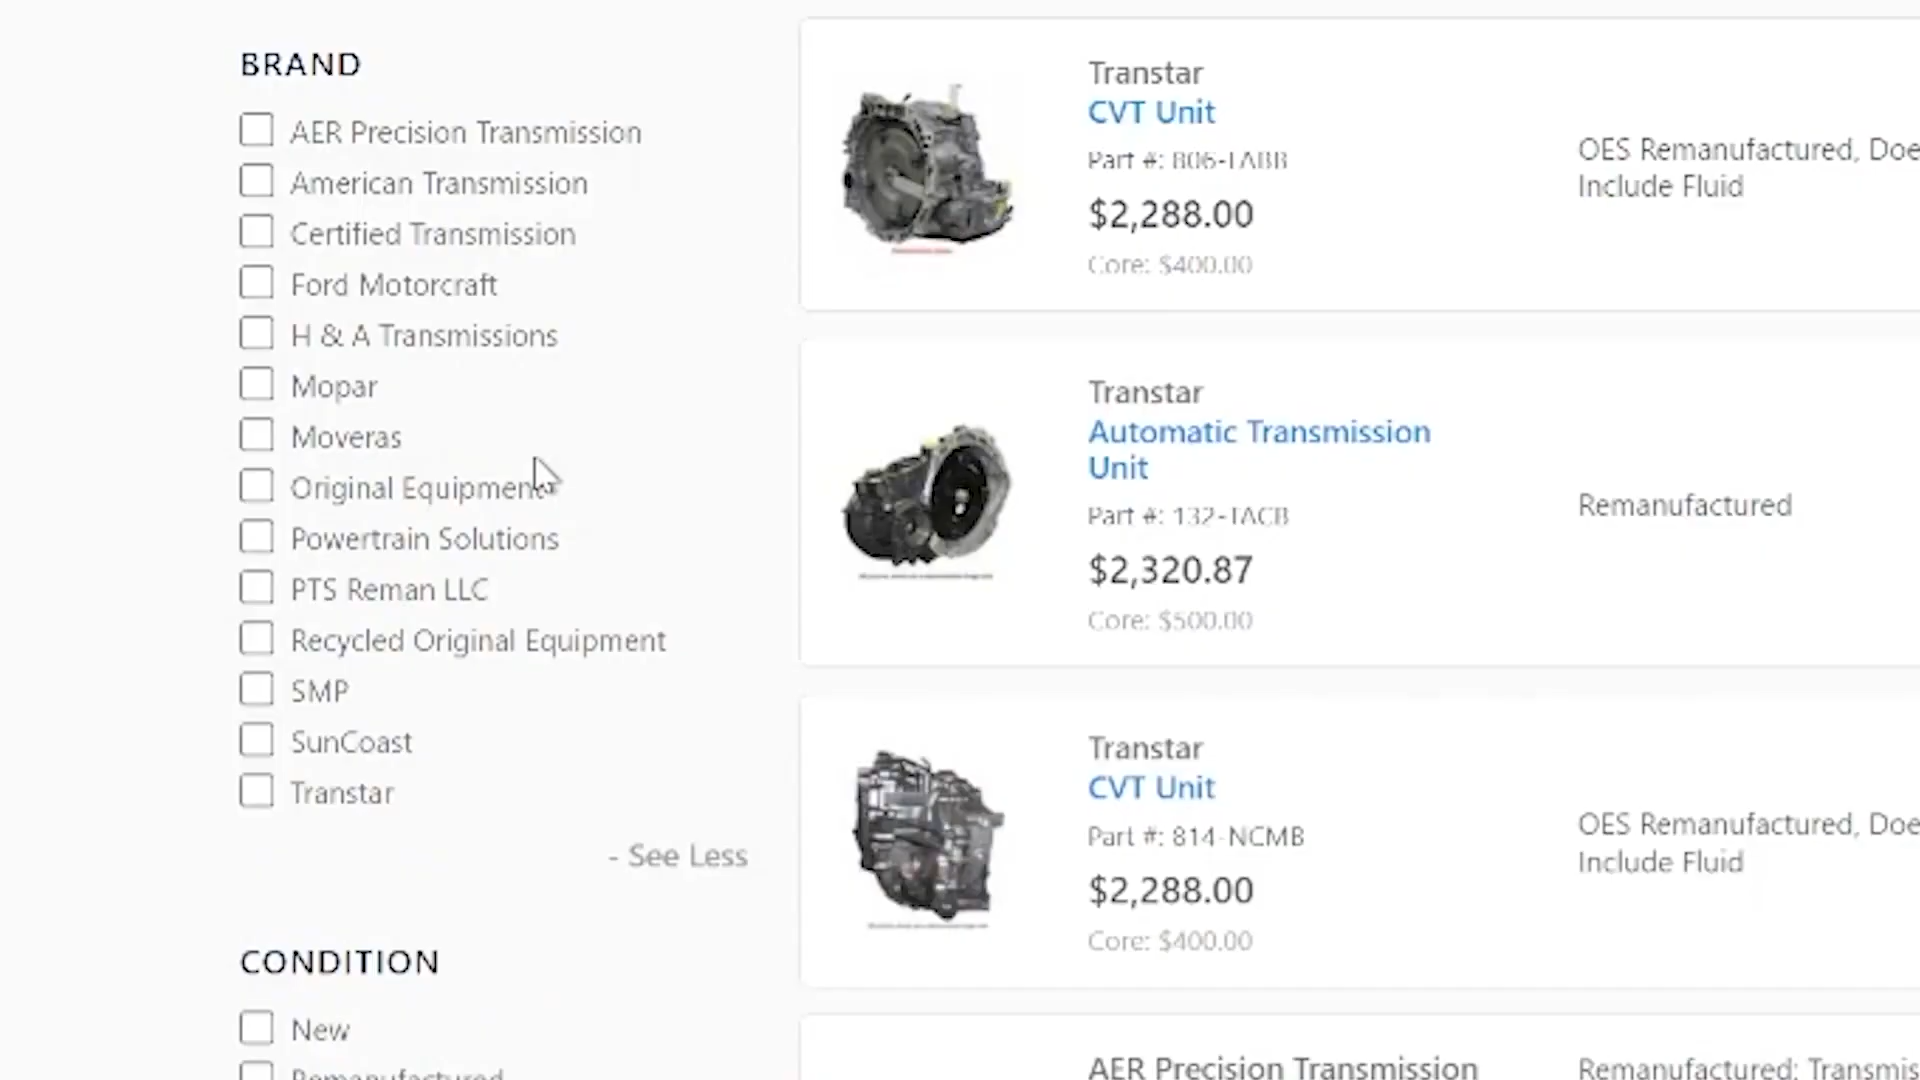 BRAND
AER Precision Transmission
American Transmission
Certified Transmission
Ford Motorcraft
H & A Transmissions
Mopar
Moveras
Original Equipment
Powertrain Solutions
PTS Reman LLC
Recycled Original Equipment
SMP
SunCoast
Transtar
- See Less
CONDITION
New
Remanufactured
Transtar
CVT Unit
Part #: 806-TABB
$2,288.00
Core: $400.00
OES Remanufactured, Doe
Include Fluid
Transtar
Automatic Transmission
Unit
Part #: 132-TACB
$2,320.87
Core: $500.00
Remanufactured
Transtar
CVT Unit
Part #: 814-NCMB
$2,288.00
Core: $400.00
OES Remanufactured, Doe
Include Fluid
AER Precision Transmission
Remanufactured; Transmis